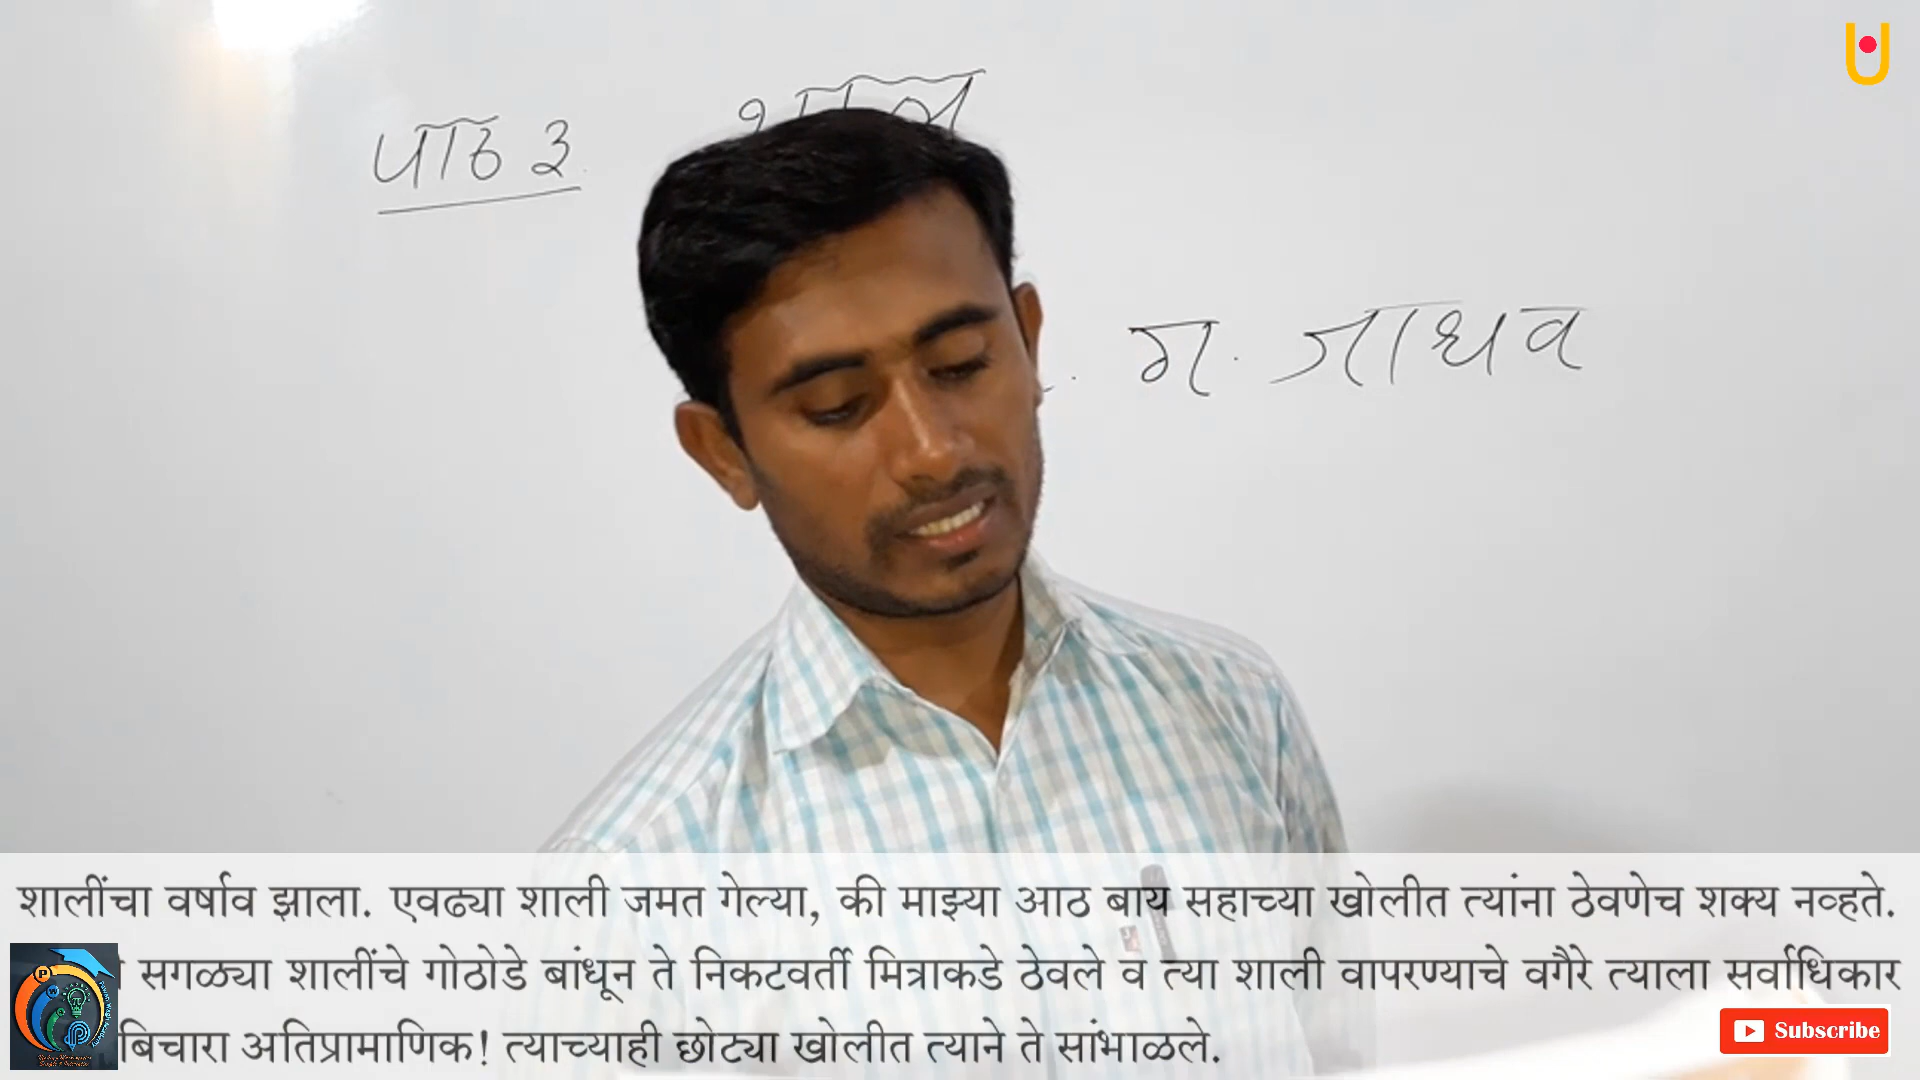 पाठ ३ शाल
ग. जाधव
शालींचा वर्षाव झाला. एवढ्या शाली जमत गेल्या, की माझ्या आठ बाय सहाच्या खोलीत त्यांना ठेवणेच शक्य नव्हते.
सगळ्या शालींचे गोठोडे बांधून ते निकटवर्ती मित्राकडे ठेवले व त्या शाली वापरण्याचे वगैरे त्याला सर्वाधिकार
बिचारा अतिप्रामाणिक! त्याच्याही छोट्या खोलीत त्याने ते सांभाळले.
Subscribe